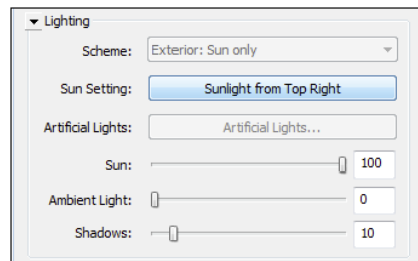 Lighting
Scheme: Exterior: Sun only
Sun Setting: Sunlight from Top Right
Artificial Lights: Artificial Lights...
Sun: 100
Ambient Light: 0
Shadows: 10